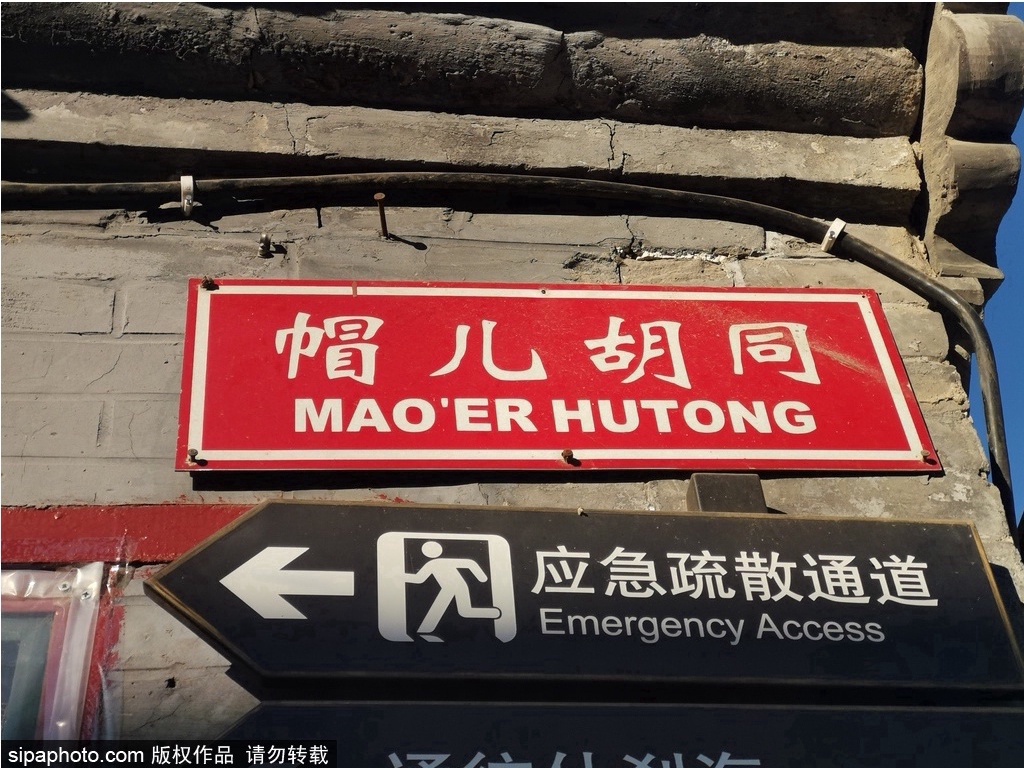 帽儿胡同
MAO'ER HUTONG
应急疏散通道
Emergency Access
sipaphoto.com 版权作品 请勿转载